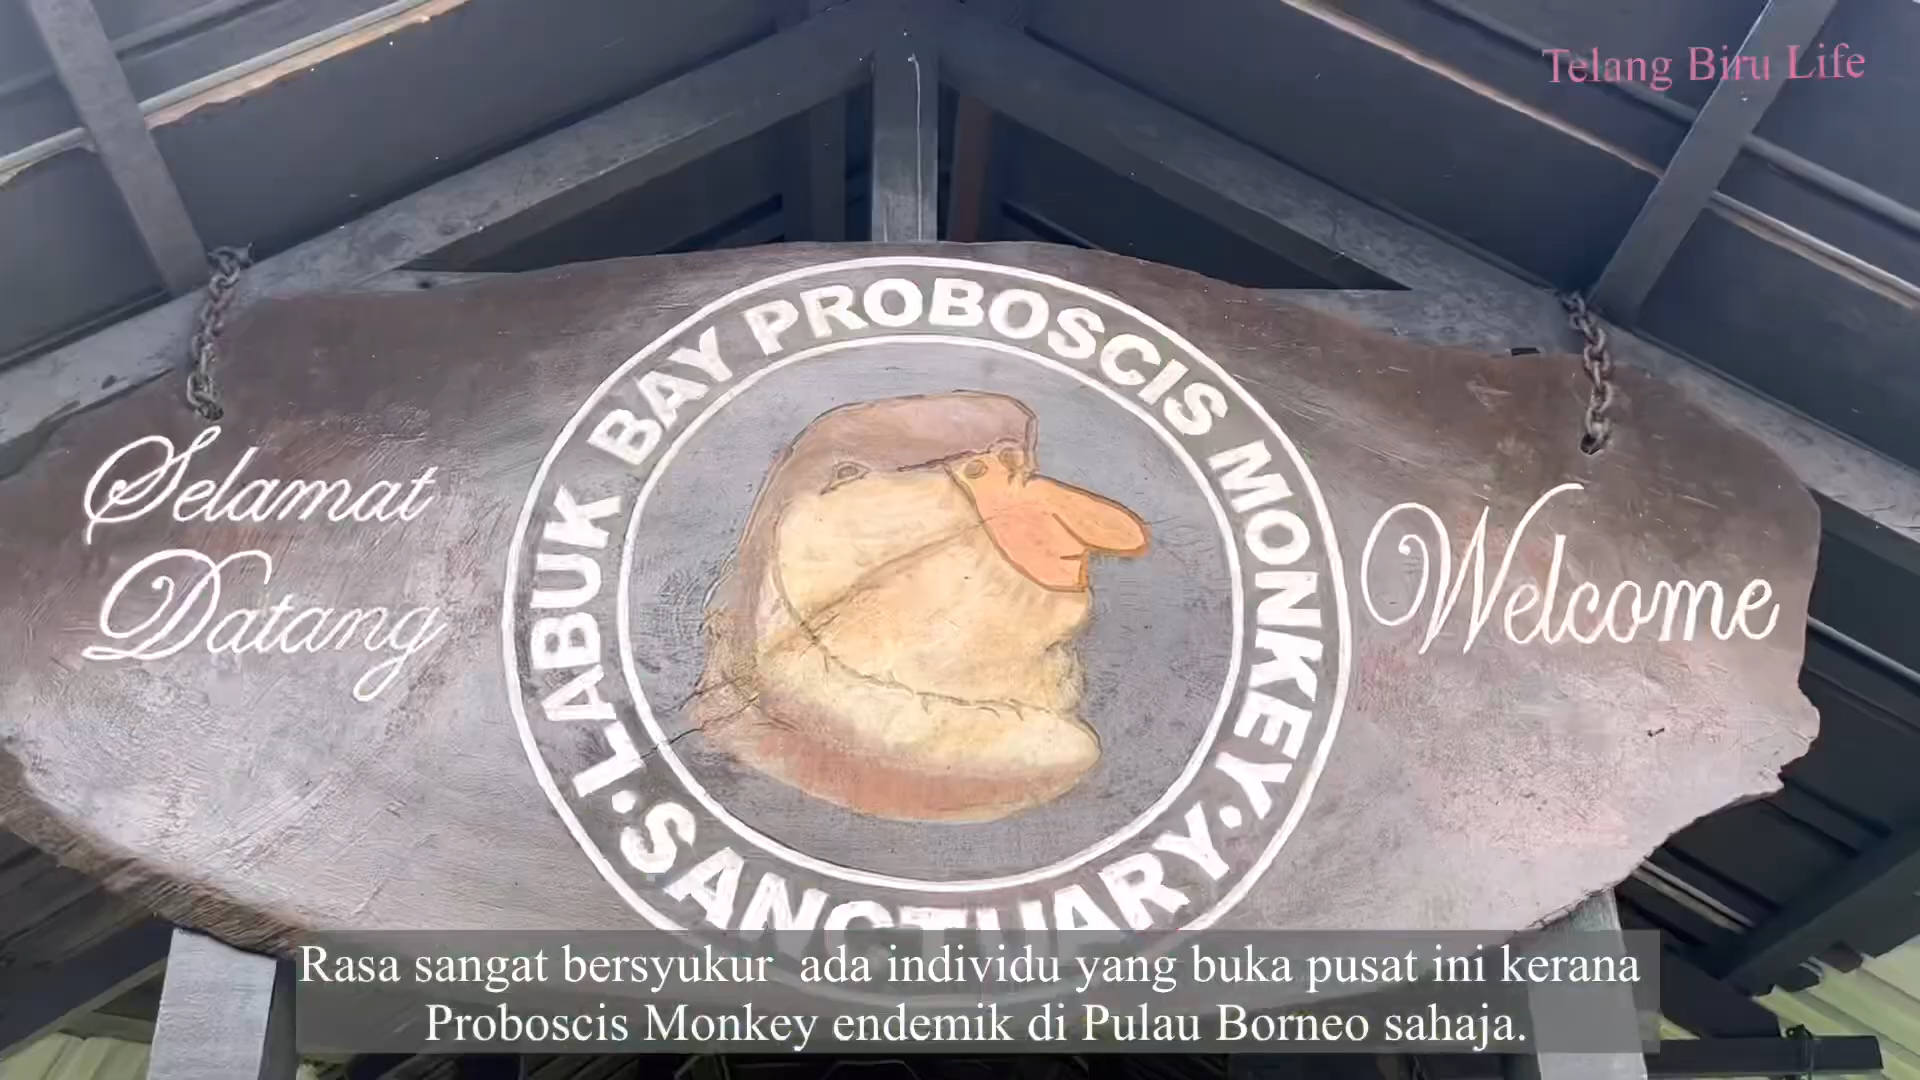 Telang Biru Life
LABUK BAY PROBOSCIS MONKEY
SANCTUARY
Selamat
Datang
Welcome
Rasa sangat bersyukur  ada individu yang buka pusat ini kerana
Proboscis Monkey endemik di Pulau Borneo sahaja.